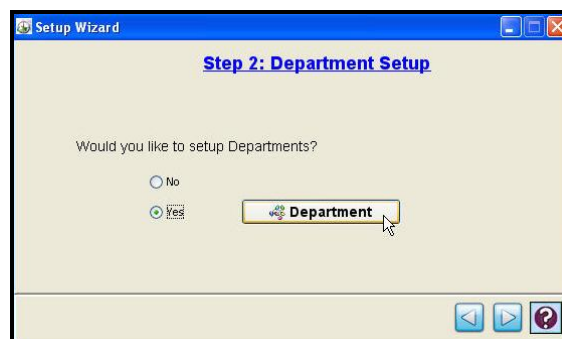 Setup Wizard
Step 2: Department Setup
Would you like to setup Departments?
No
Yes
Department
?